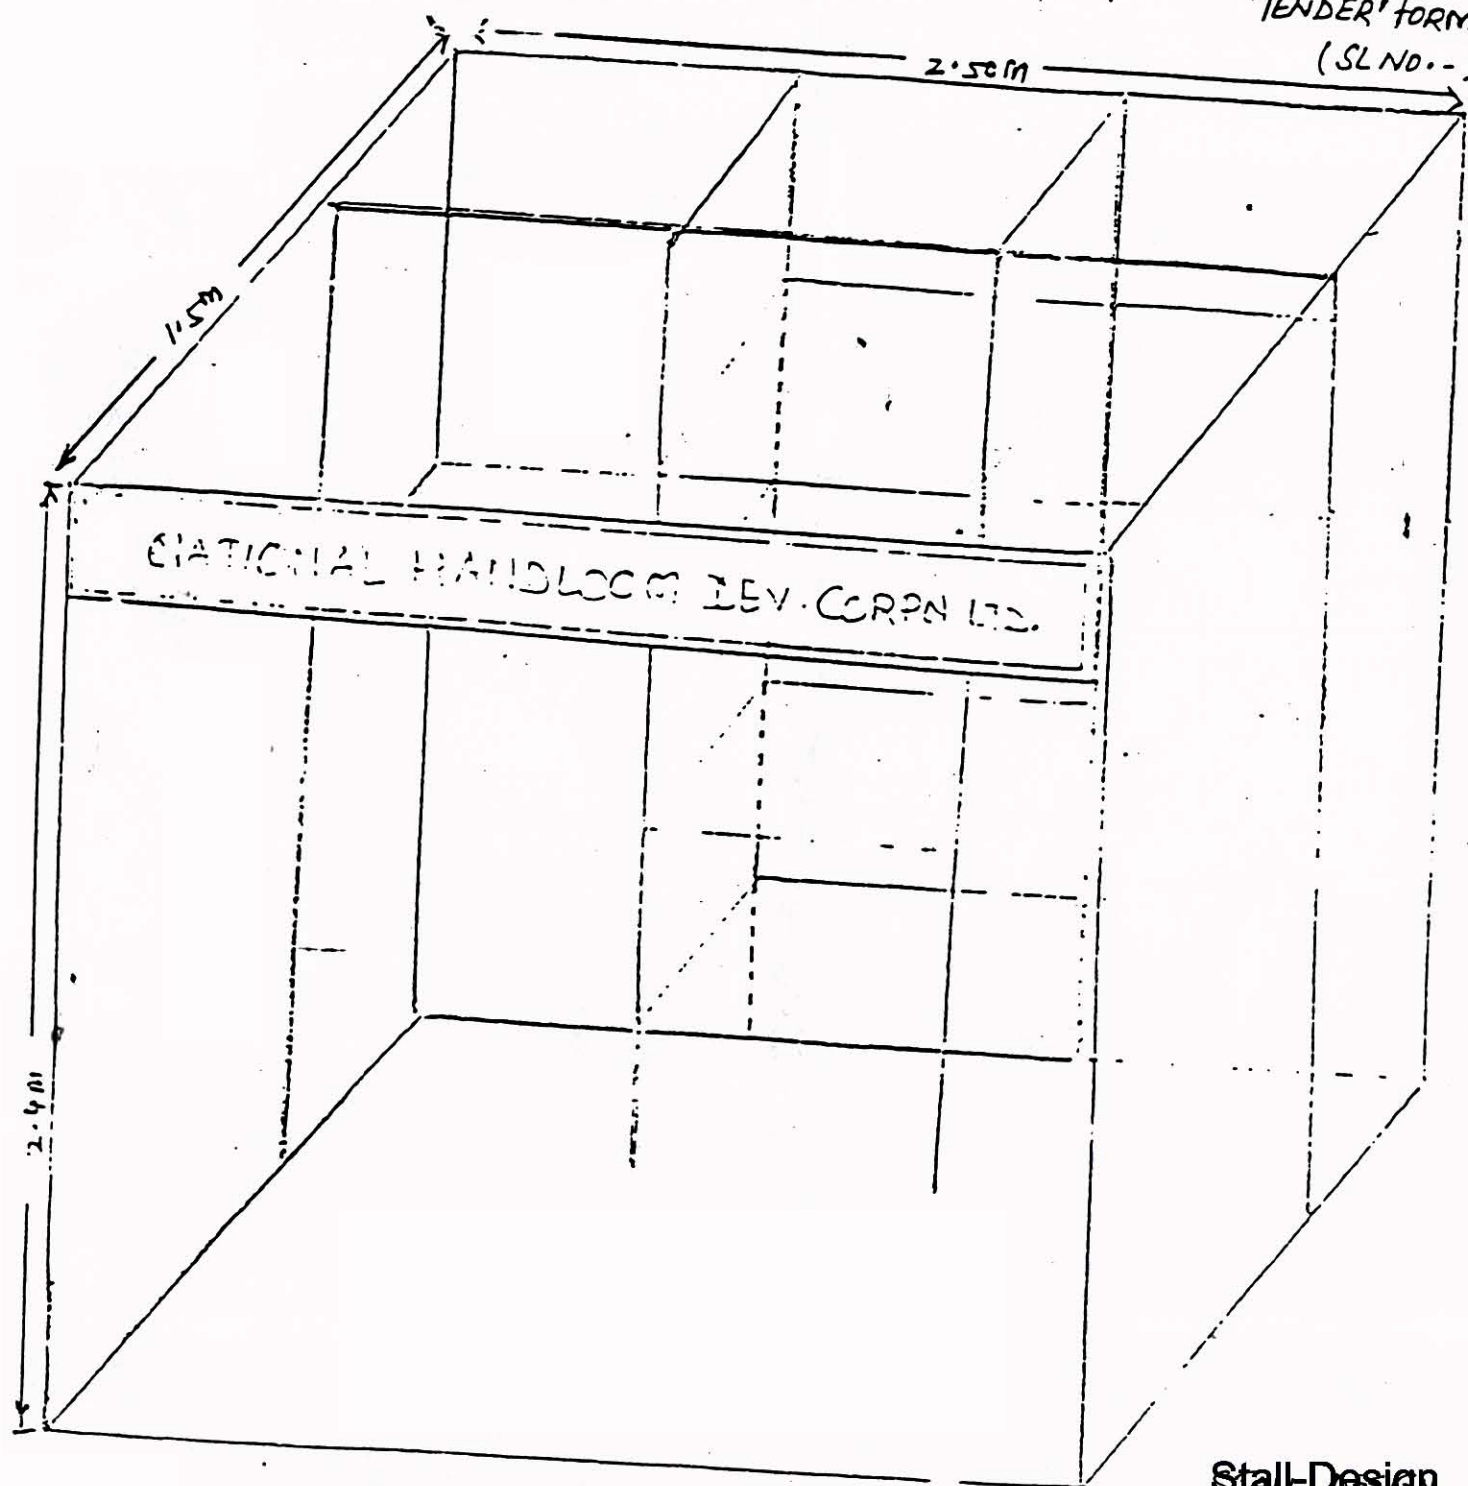 TENDER' FORM
(SL NO.-
2.50m
1.5m
NATIONAL HANDLOOM DEV. CORPN LTD.
2.4m
Stall-Design